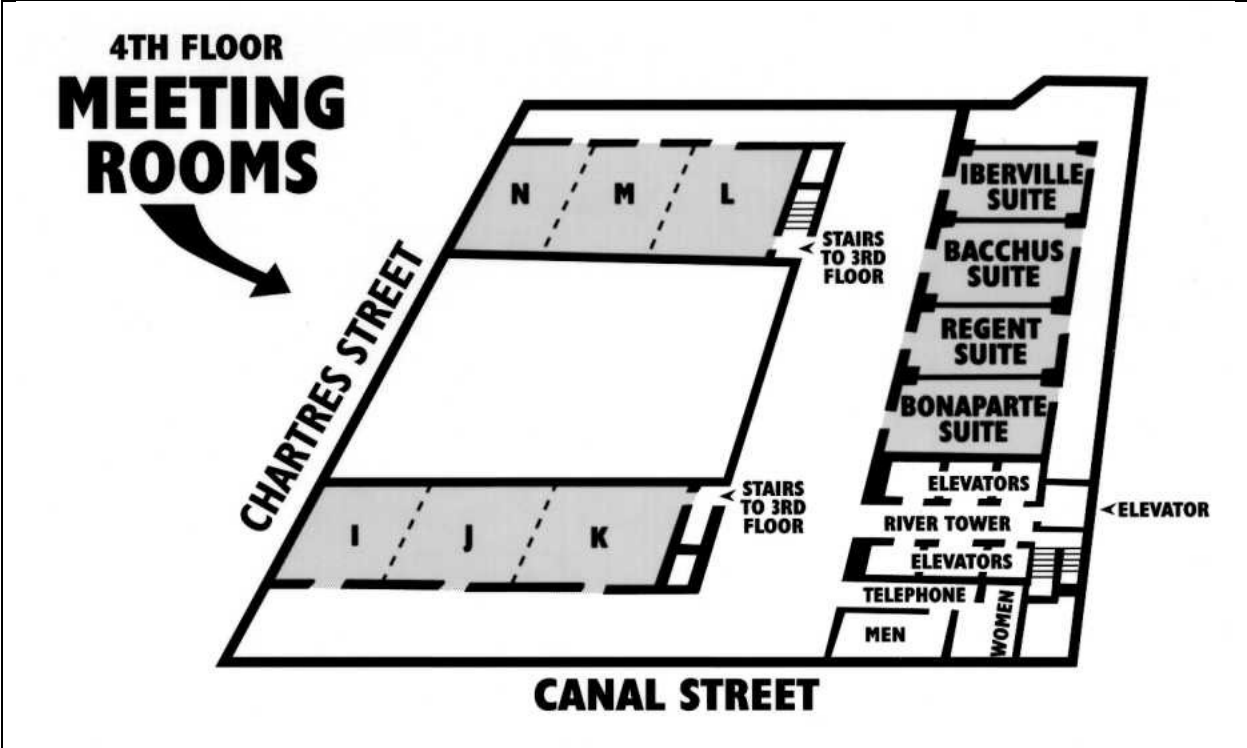 4TH FLOOR
MEETING
ROOMS
CHARTRES STREET
N
M
L
STAIRS
TO 3RD
FLOOR
IBERVILLE
SUITE
BACCHUS
SUITE
REGENT
SUITE
BONAPARTE
SUITE
I
J
K
STAIRS
TO 3RD
FLOOR
ELEVATORS
RIVER TOWER
ELEVATOR
ELEVATORS
TELEPHONE
MEN
WOMEN
CANAL STREET